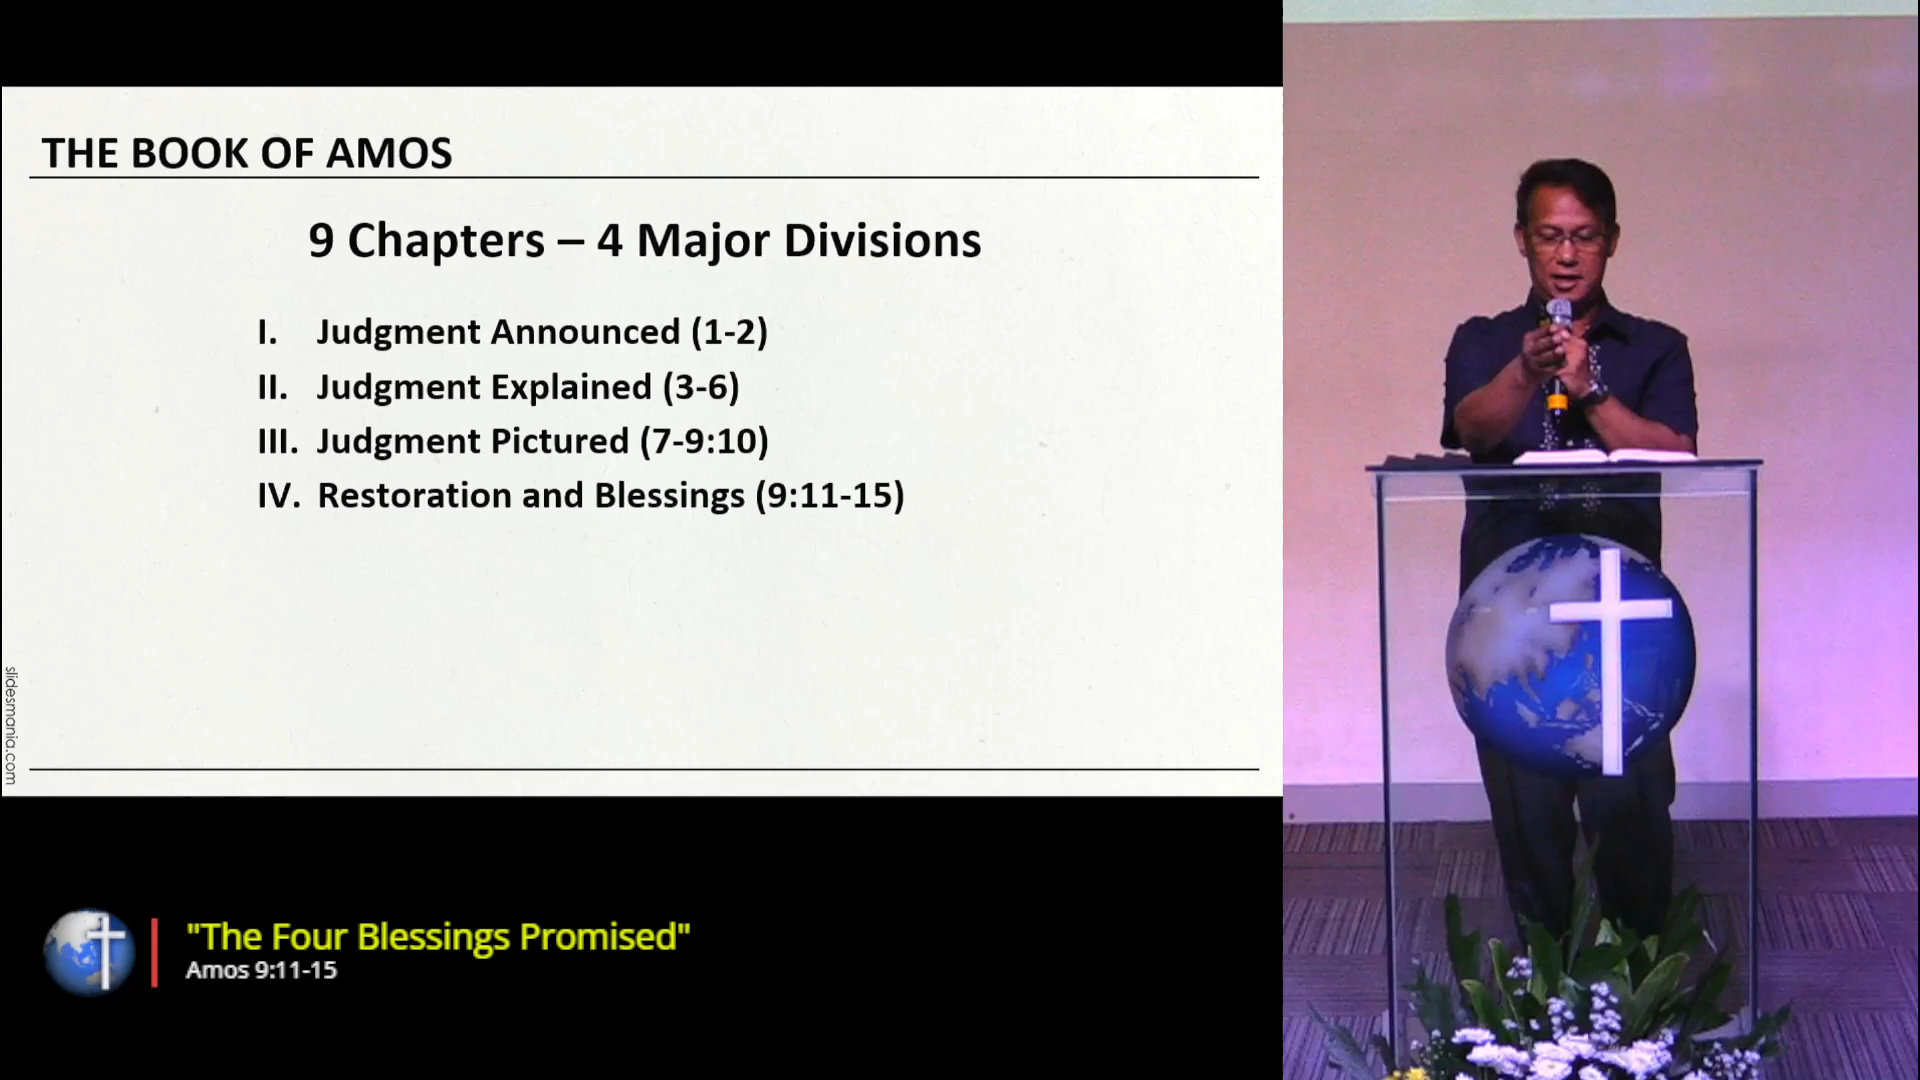 THE BOOK OF AMOS
9 Chapters – 4 Major Divisions
I. Judgment Announced (1-2)
II. Judgment Explained (3-6)
III. Judgment Pictured (7-9:10)
IV. Restoration and Blessings (9:11-15)
slidesmania.com
"The Four Blessings Promised"
Amos 9:11-15